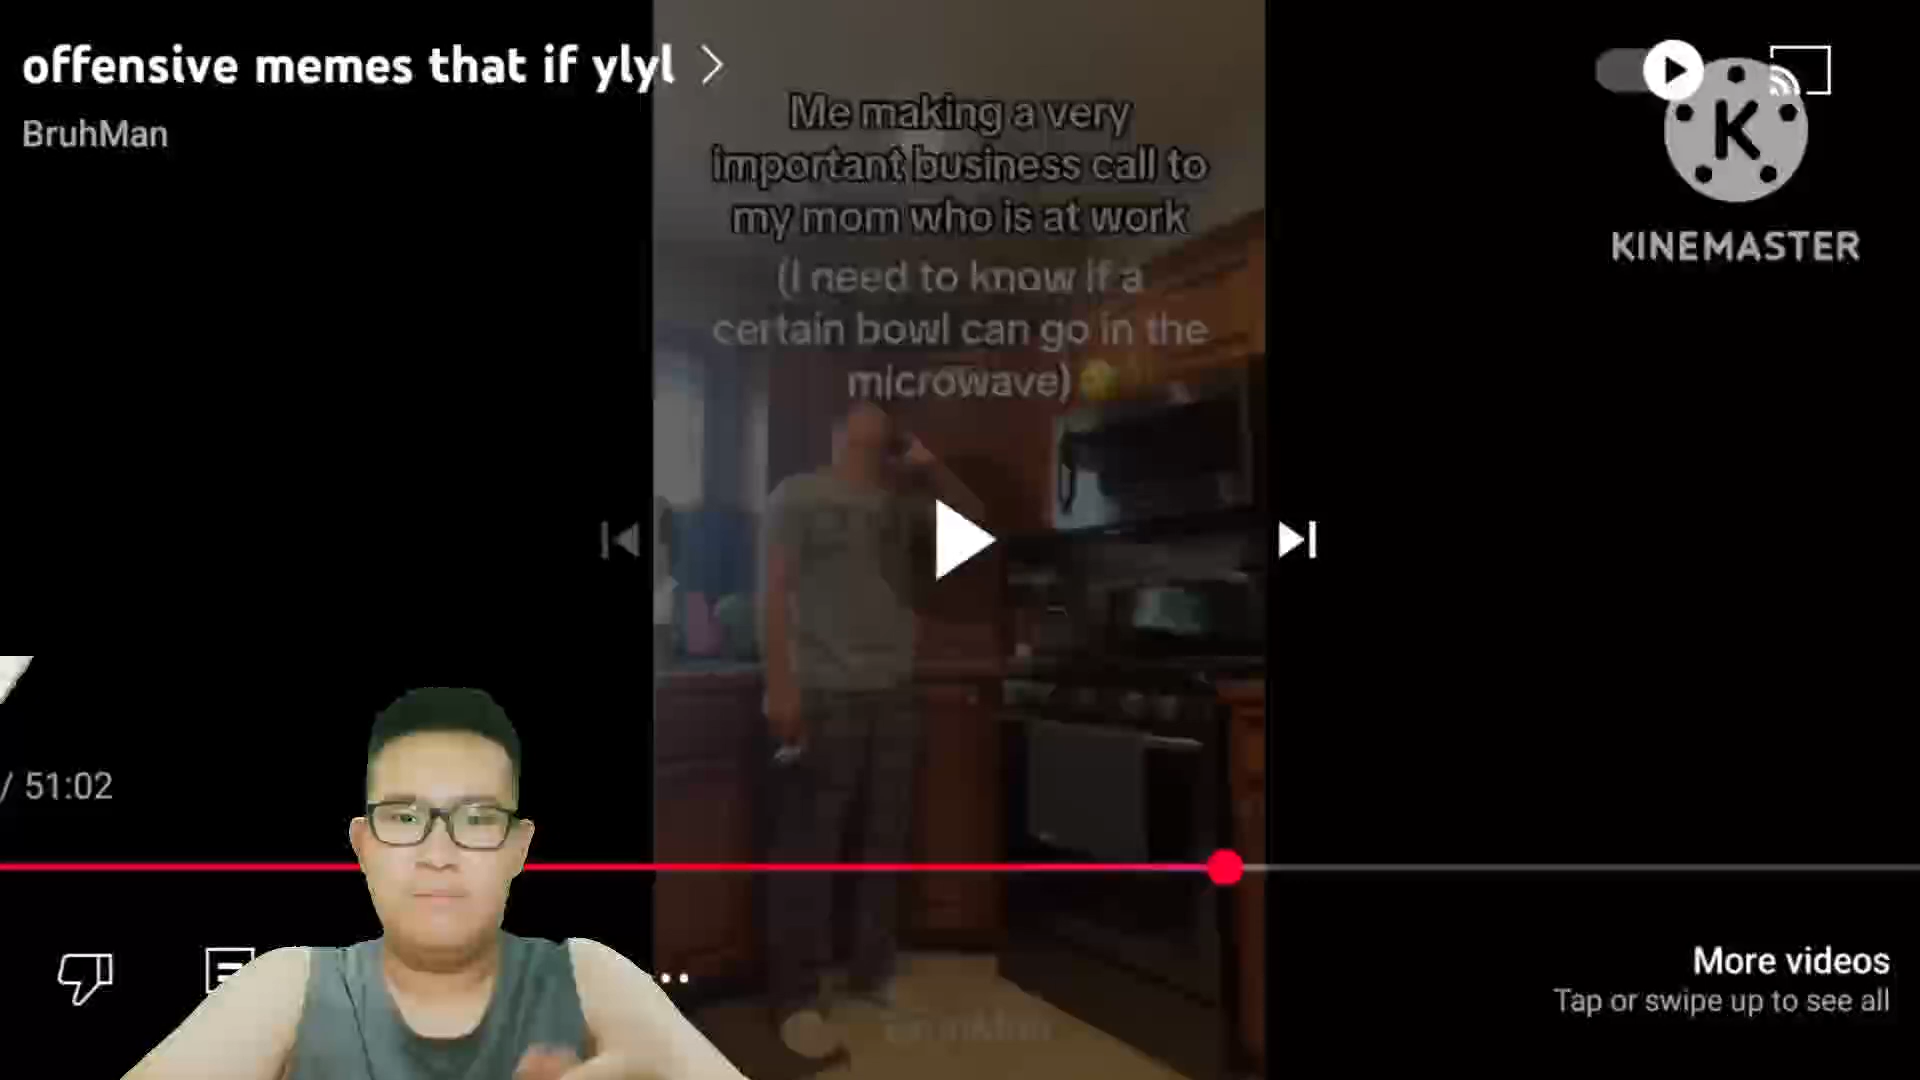 offensive memes that if ylyl
BruhMan
Me making a very
important business call to
my mom who is at work
(I need to know if a
certain bowl can go in the
microwave)
K
KINEMASTER
/ 51:02
More videos
Tap or swipe up to see all
BruhMan